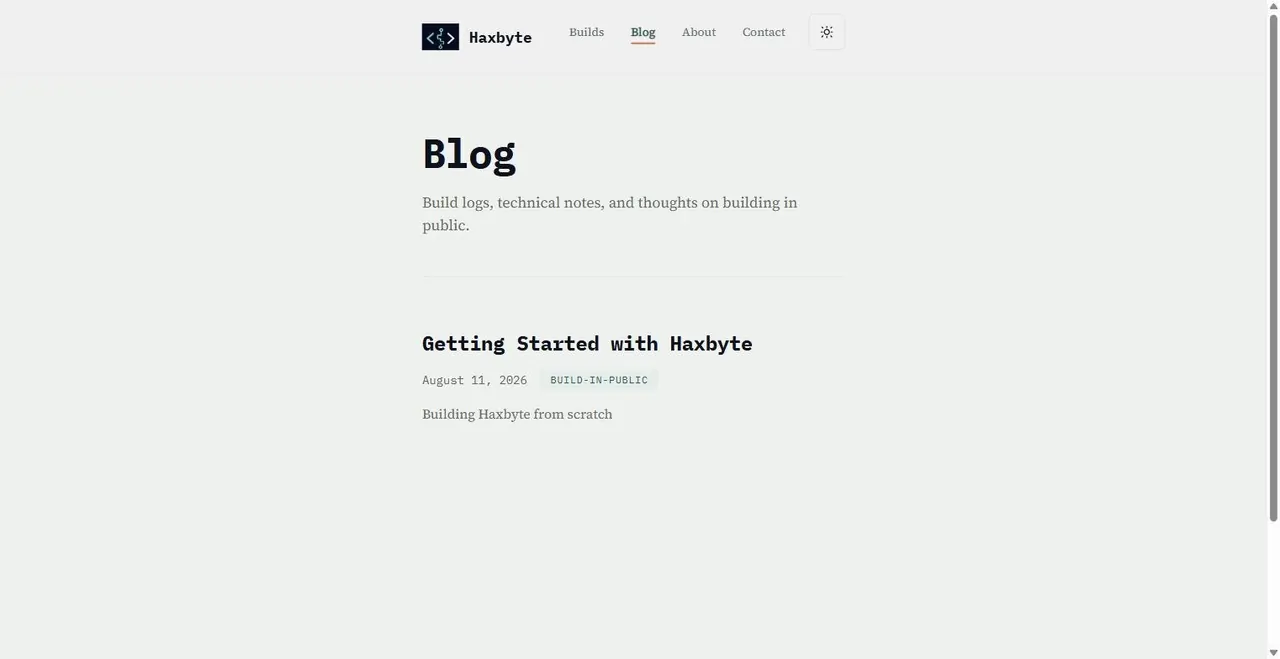 Haxbyte
Builds Blog About Contact
Blog
Build logs, technical notes, and thoughts on building in
public.
Getting Started with Haxbyte
August 11, 2026 BUILD-IN-PUBLIC
Building Haxbyte from scratch